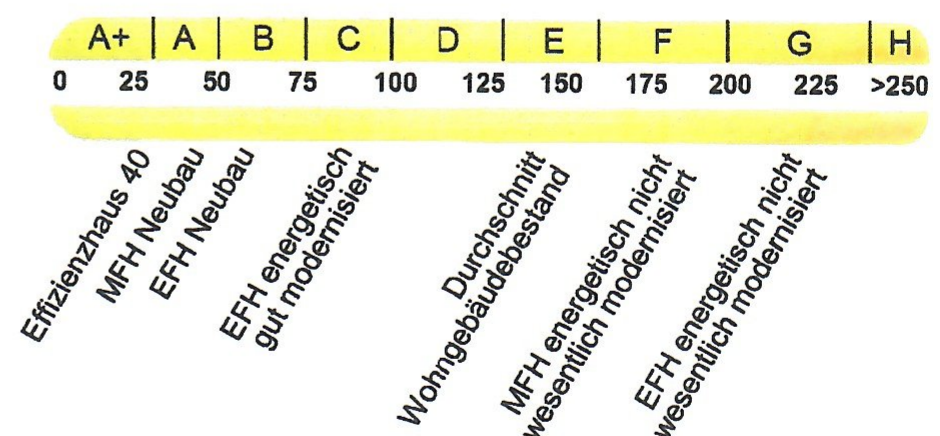 A+ A B C D E F G H
0 25 50 75 100 125 150 175 200 225 >250
Effizienzhaus 40
MFH Neubau
EFH Neubau
EFH energetisch
gut modernisiert
Durchschnitt
Wohngebäudebestand
MFH energetisch nicht
wesentlich modernisiert
EFH energetisch nicht
wesentlich modernisiert